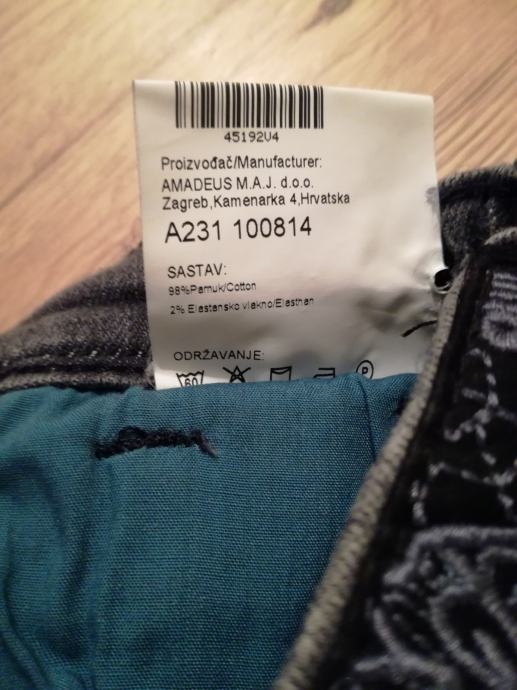 45192V4
Proizvođač/Manufacturer:
AMADEUS M.A.J. d.o.o.
Zagreb,Kamenarka 4,Hrvatska
A231 100814
SASTAV:
98%Pamuk/Cotton
2% Elastansko vlakno/Elasthan
ODRŽAVANJE:
60
P